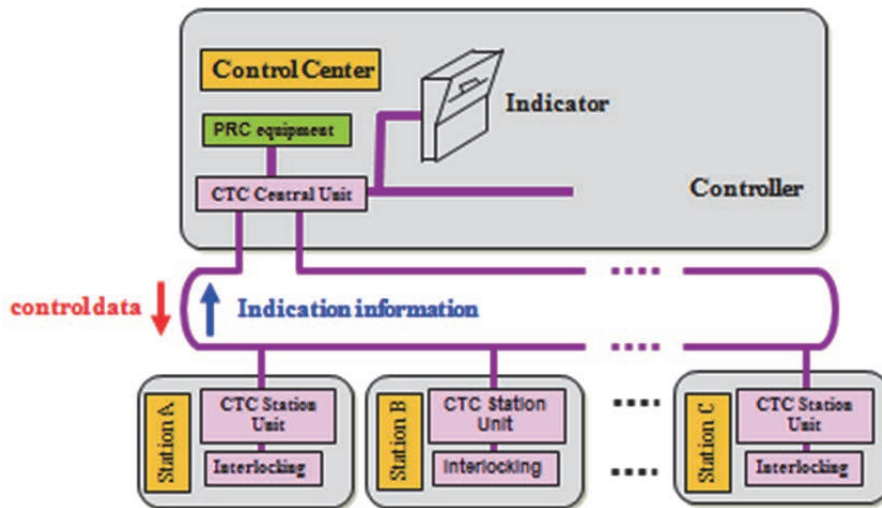 Control Center
Indicator
PRC equipment
CTC Central Unit
Controller
control data
Indication information
Station A
CTC Station
Unit
Interlocking
Station B
CTC Station
Unit
Interlocking
Station C
CTC Station
Unit
Interlocking